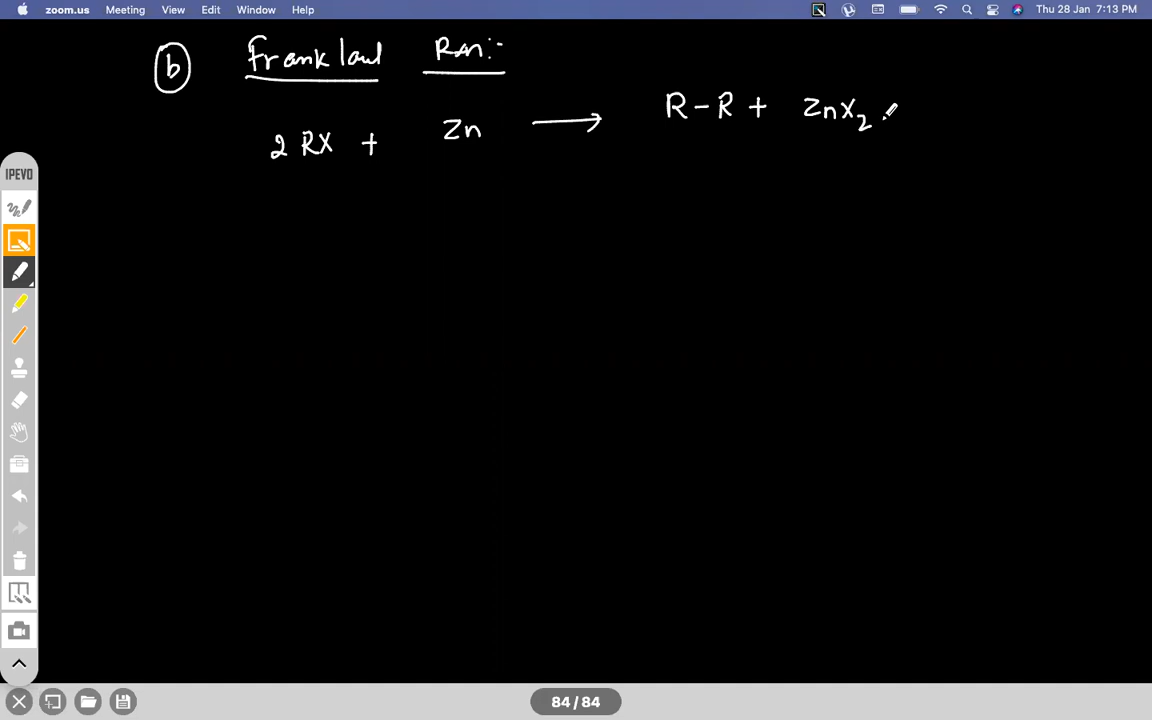 zoom.us Meeting View Edit Window Help Thu 28 Jan 7:13 PM
b Frankland Rxn:-
2 RX + Zn → R-R + ZnX₂
IPEVO
84 / 84